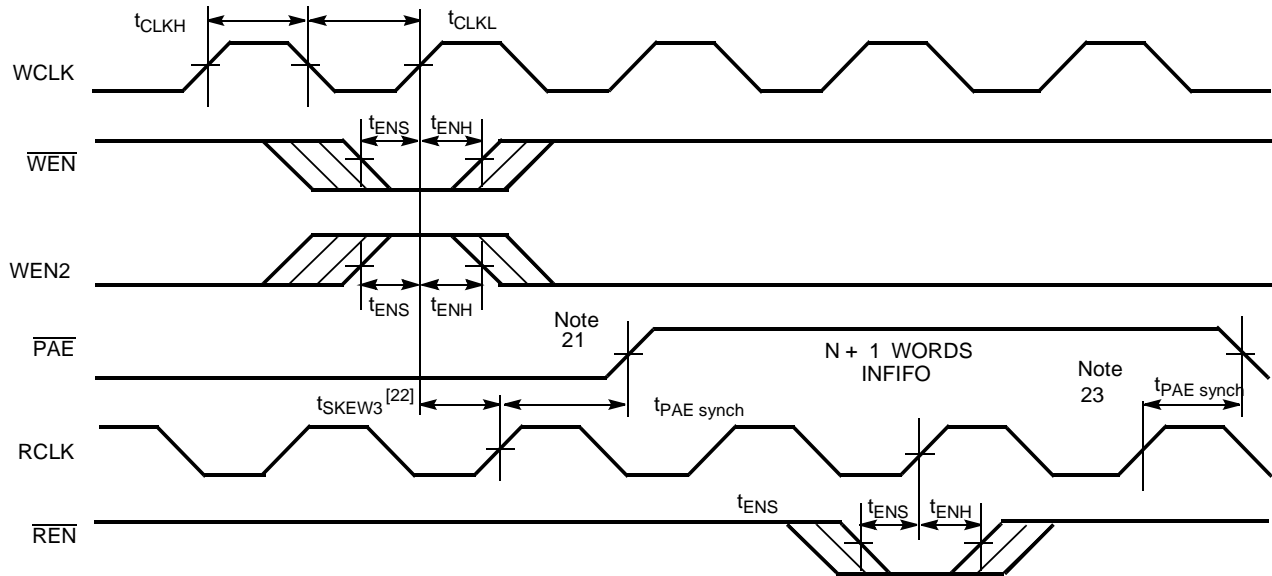 tCLKH
tCLKL
WCLK
tENS
tENH
WEN
WEN2
tENS
tENH
Note
21
PAE
N + 1 WORDS
INFIFO
Note
23
tSKEW3 [22]
tPAE synch
tPAE synch
RCLK
tENS
tENS
tENH
REN